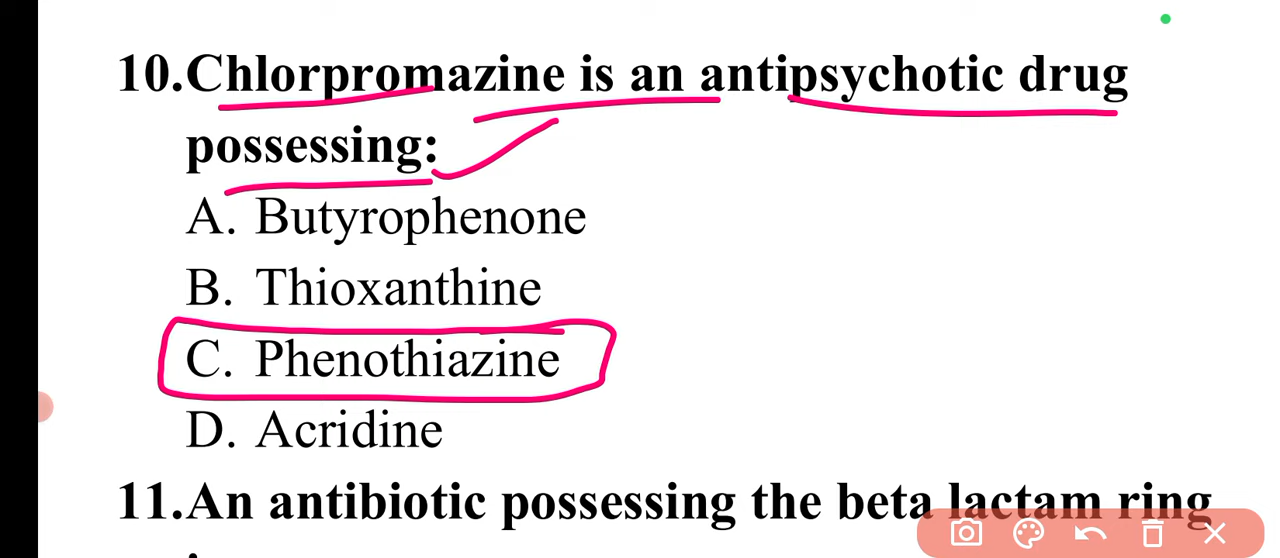 10.Chlorpromazine is an antipsychotic drug
possessing:
A. Butyrophenone
B. Thioxanthine
C. Phenothiazine
D. Acridine
11.An antibiotic possessing the beta lactam ring